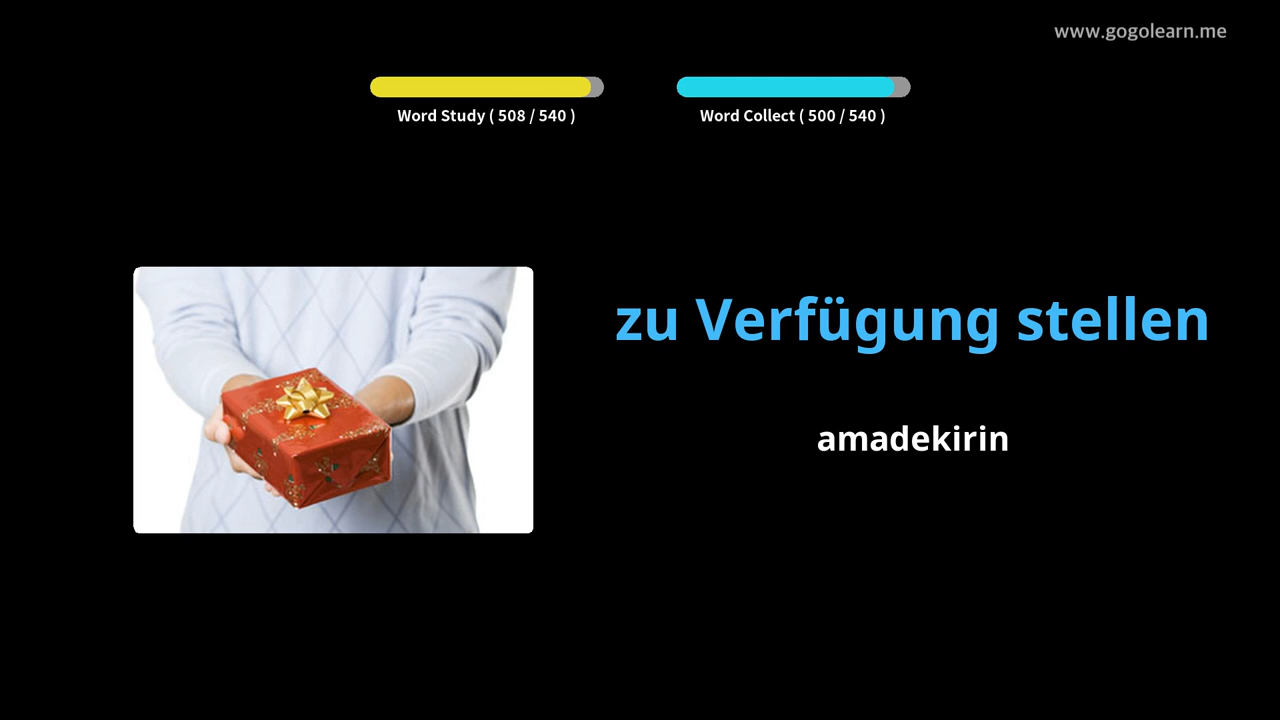 www.gogolearn.me
Word Study ( 508 / 540 )
Word Collect ( 500 / 540 )
zu Verfügung stellen
amadekirin